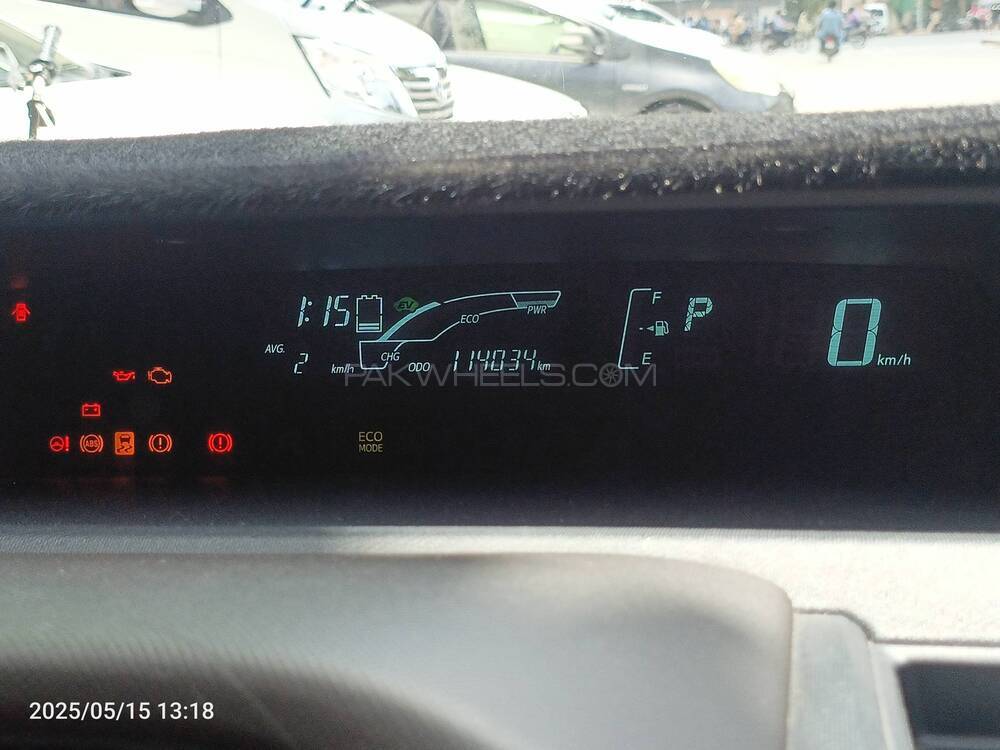 1:15
EV
ECO
PWR
F
P
0 km/h
AVG.
2 km/ln
CHG
ODO 114034 km
E
PAKWHEELS.COM
ABS
ECO
MODE
2025/05/15 13:18